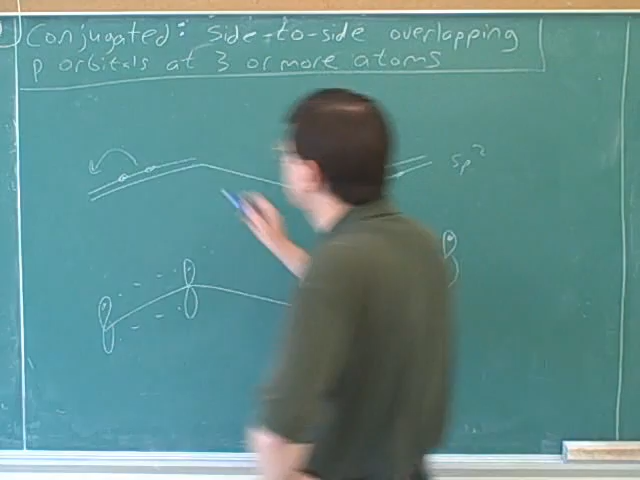 Conjugated: Side-to-side overlapping
p orbitals at 3 or more atoms
sp²